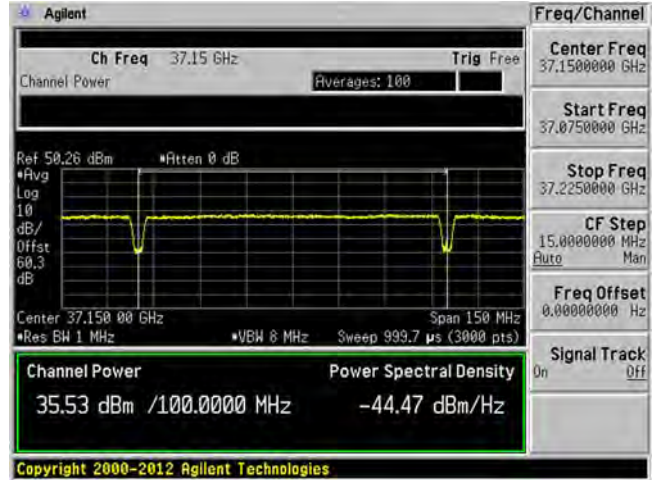 Agilent
Freq/Channel
Ch Freq 37.15 GHz Trig Free
Channel Power Averages: 100
Center Freq
37.1500000 GHz
Start Freq
37.0750000 GHz
Stop Freq
37.2250000 GHz
CF Step
15.0000000 MHz
Auto Man
Freq Offset
0.00000000 Hz
Signal Track
On Off
Ref 50.26 dBm *Atten 0 dB
*Avg
Log
10
dB/
Offst
60.3
dB
Center 37.150 00 GHz Span 150 MHz
*Res BW 1 MHz *VBW 8 MHz Sweep 999.7 µs (3000 pts)
Channel Power Power Spectral Density
35.53 dBm /100.0000 MHz -44.47 dBm/Hz
Copyright 2000-2012 Agilent Technologies